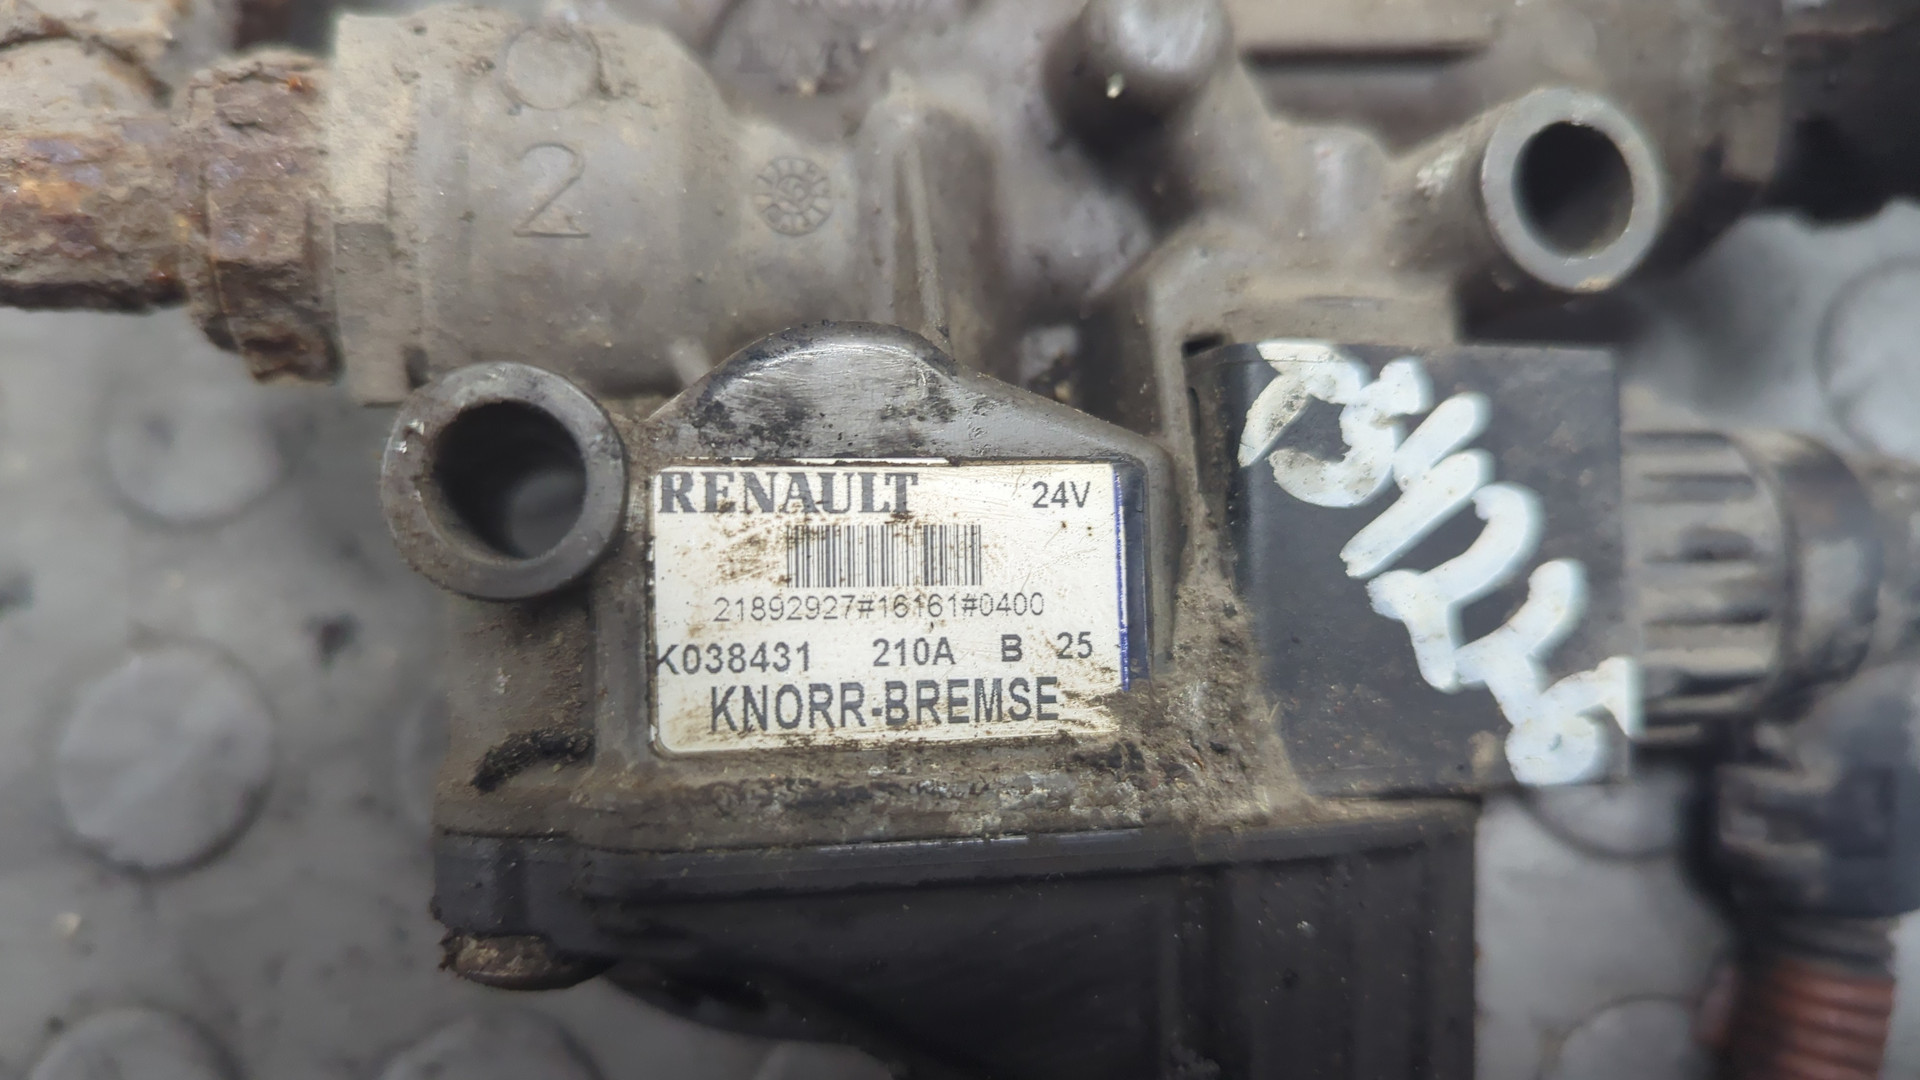 2
RENAULT 24V
21892927#16161#0400
K038431 210A B 25
KNORR-BREMSE